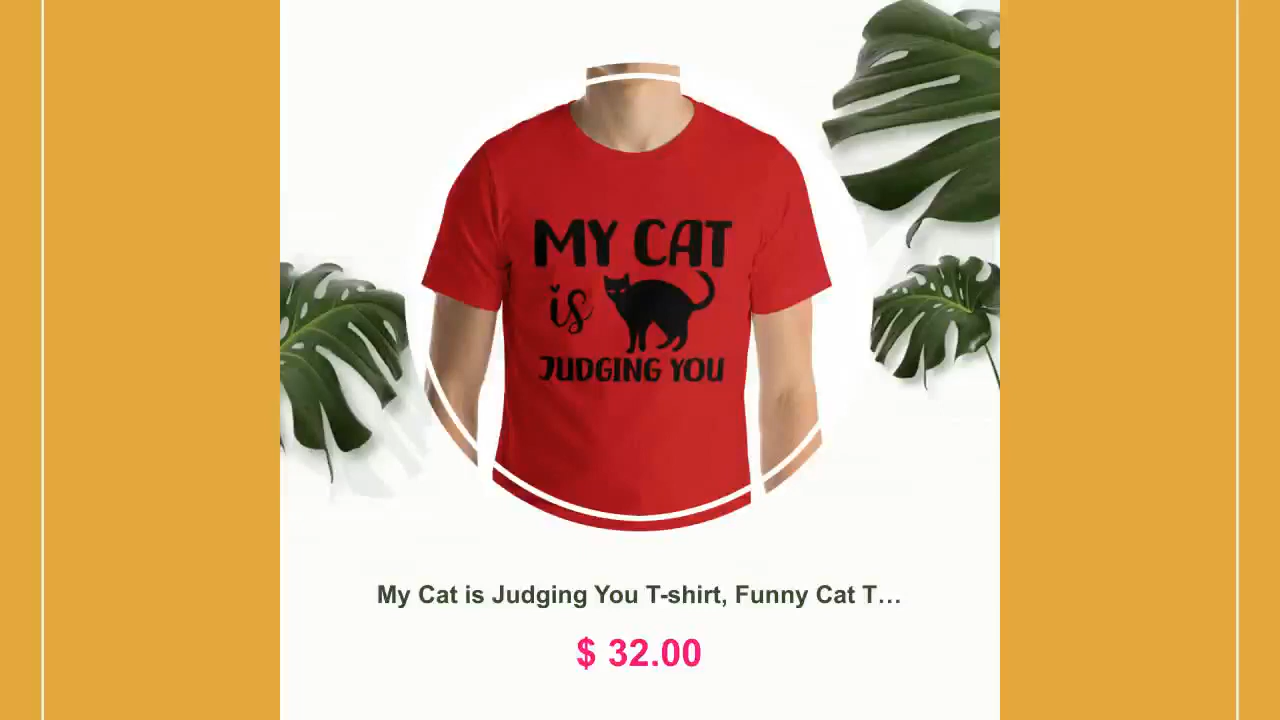 MY CAT
is
JUDGING YOU
My Cat is Judging You T-shirt, Funny Cat T…
$ 32.00